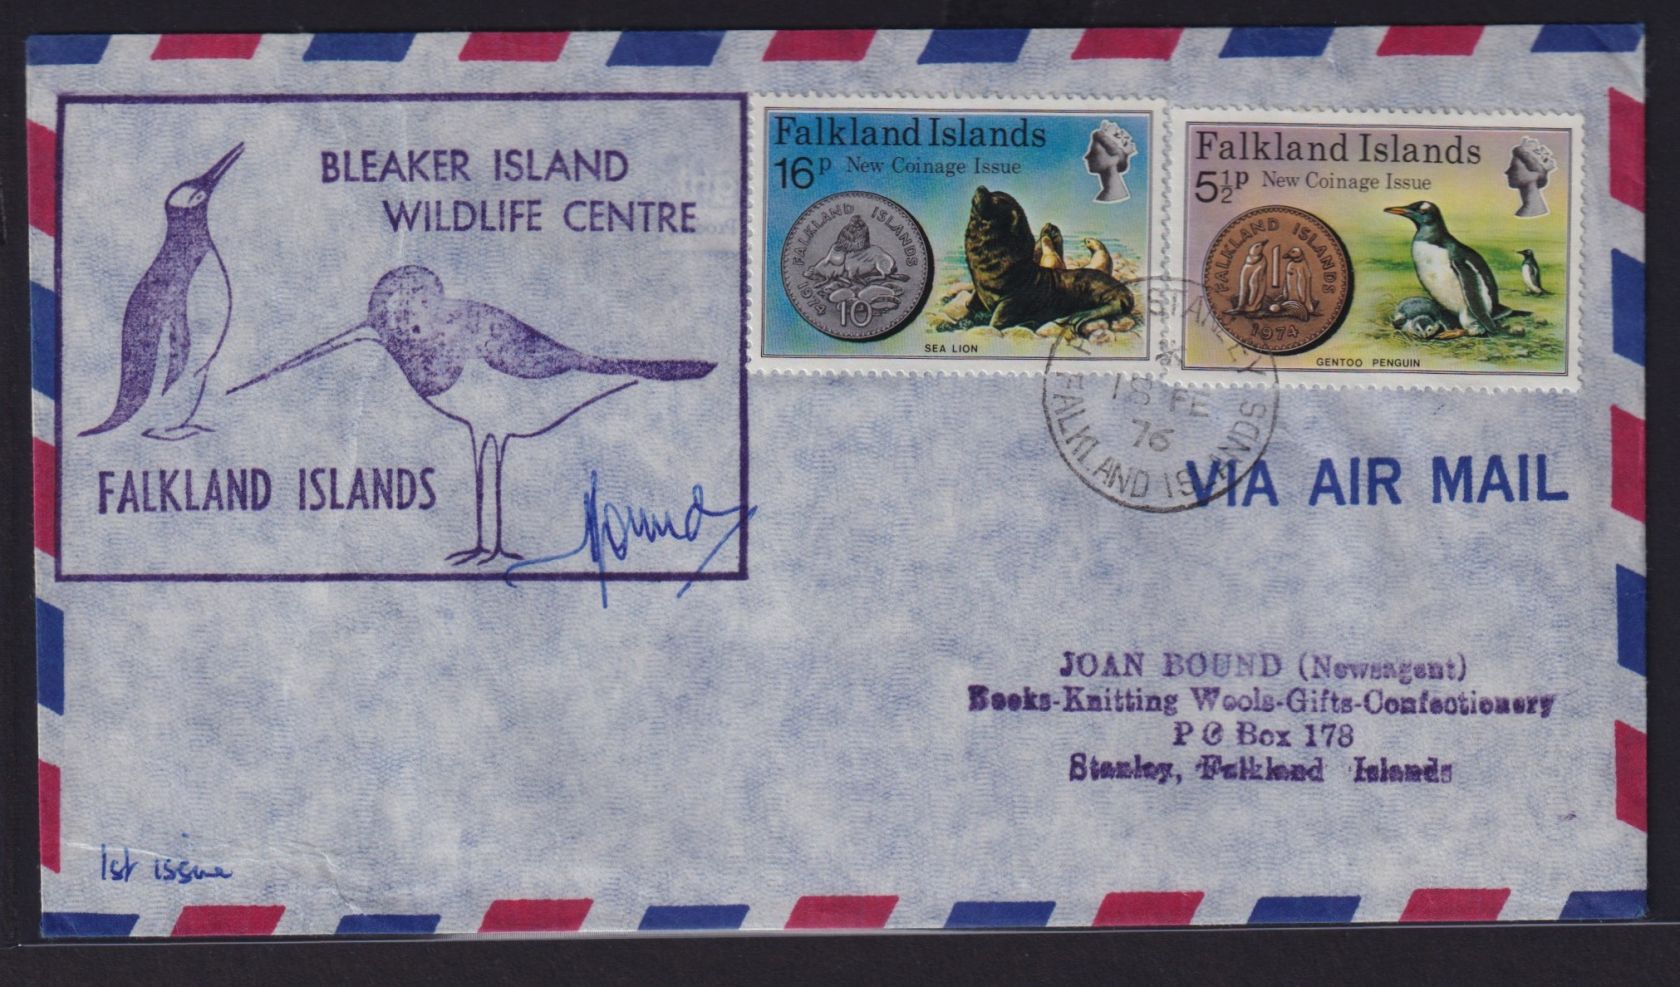 BLEAKER ISLAND
WILDLIFE CENTRE
FALKLAND ISLANDS
Falkland Islands
16p New Coinage Issue
FALKLAND ISLANDS
1974
10
SEA LION
Falkland Islands
5½p New Coinage Issue
FALKLAND ISLANDS
1
1974
GENTOO PENGUIN
STANLEY
18 FE
76
FALKLAND ISLANDS
VIA AIR MAIL
JOAN BOUND (Newsagent)
Books-Knitting Wools-Gifts-Confectionery
P O Box 178
Stanley, Falkland Islands
1st issue